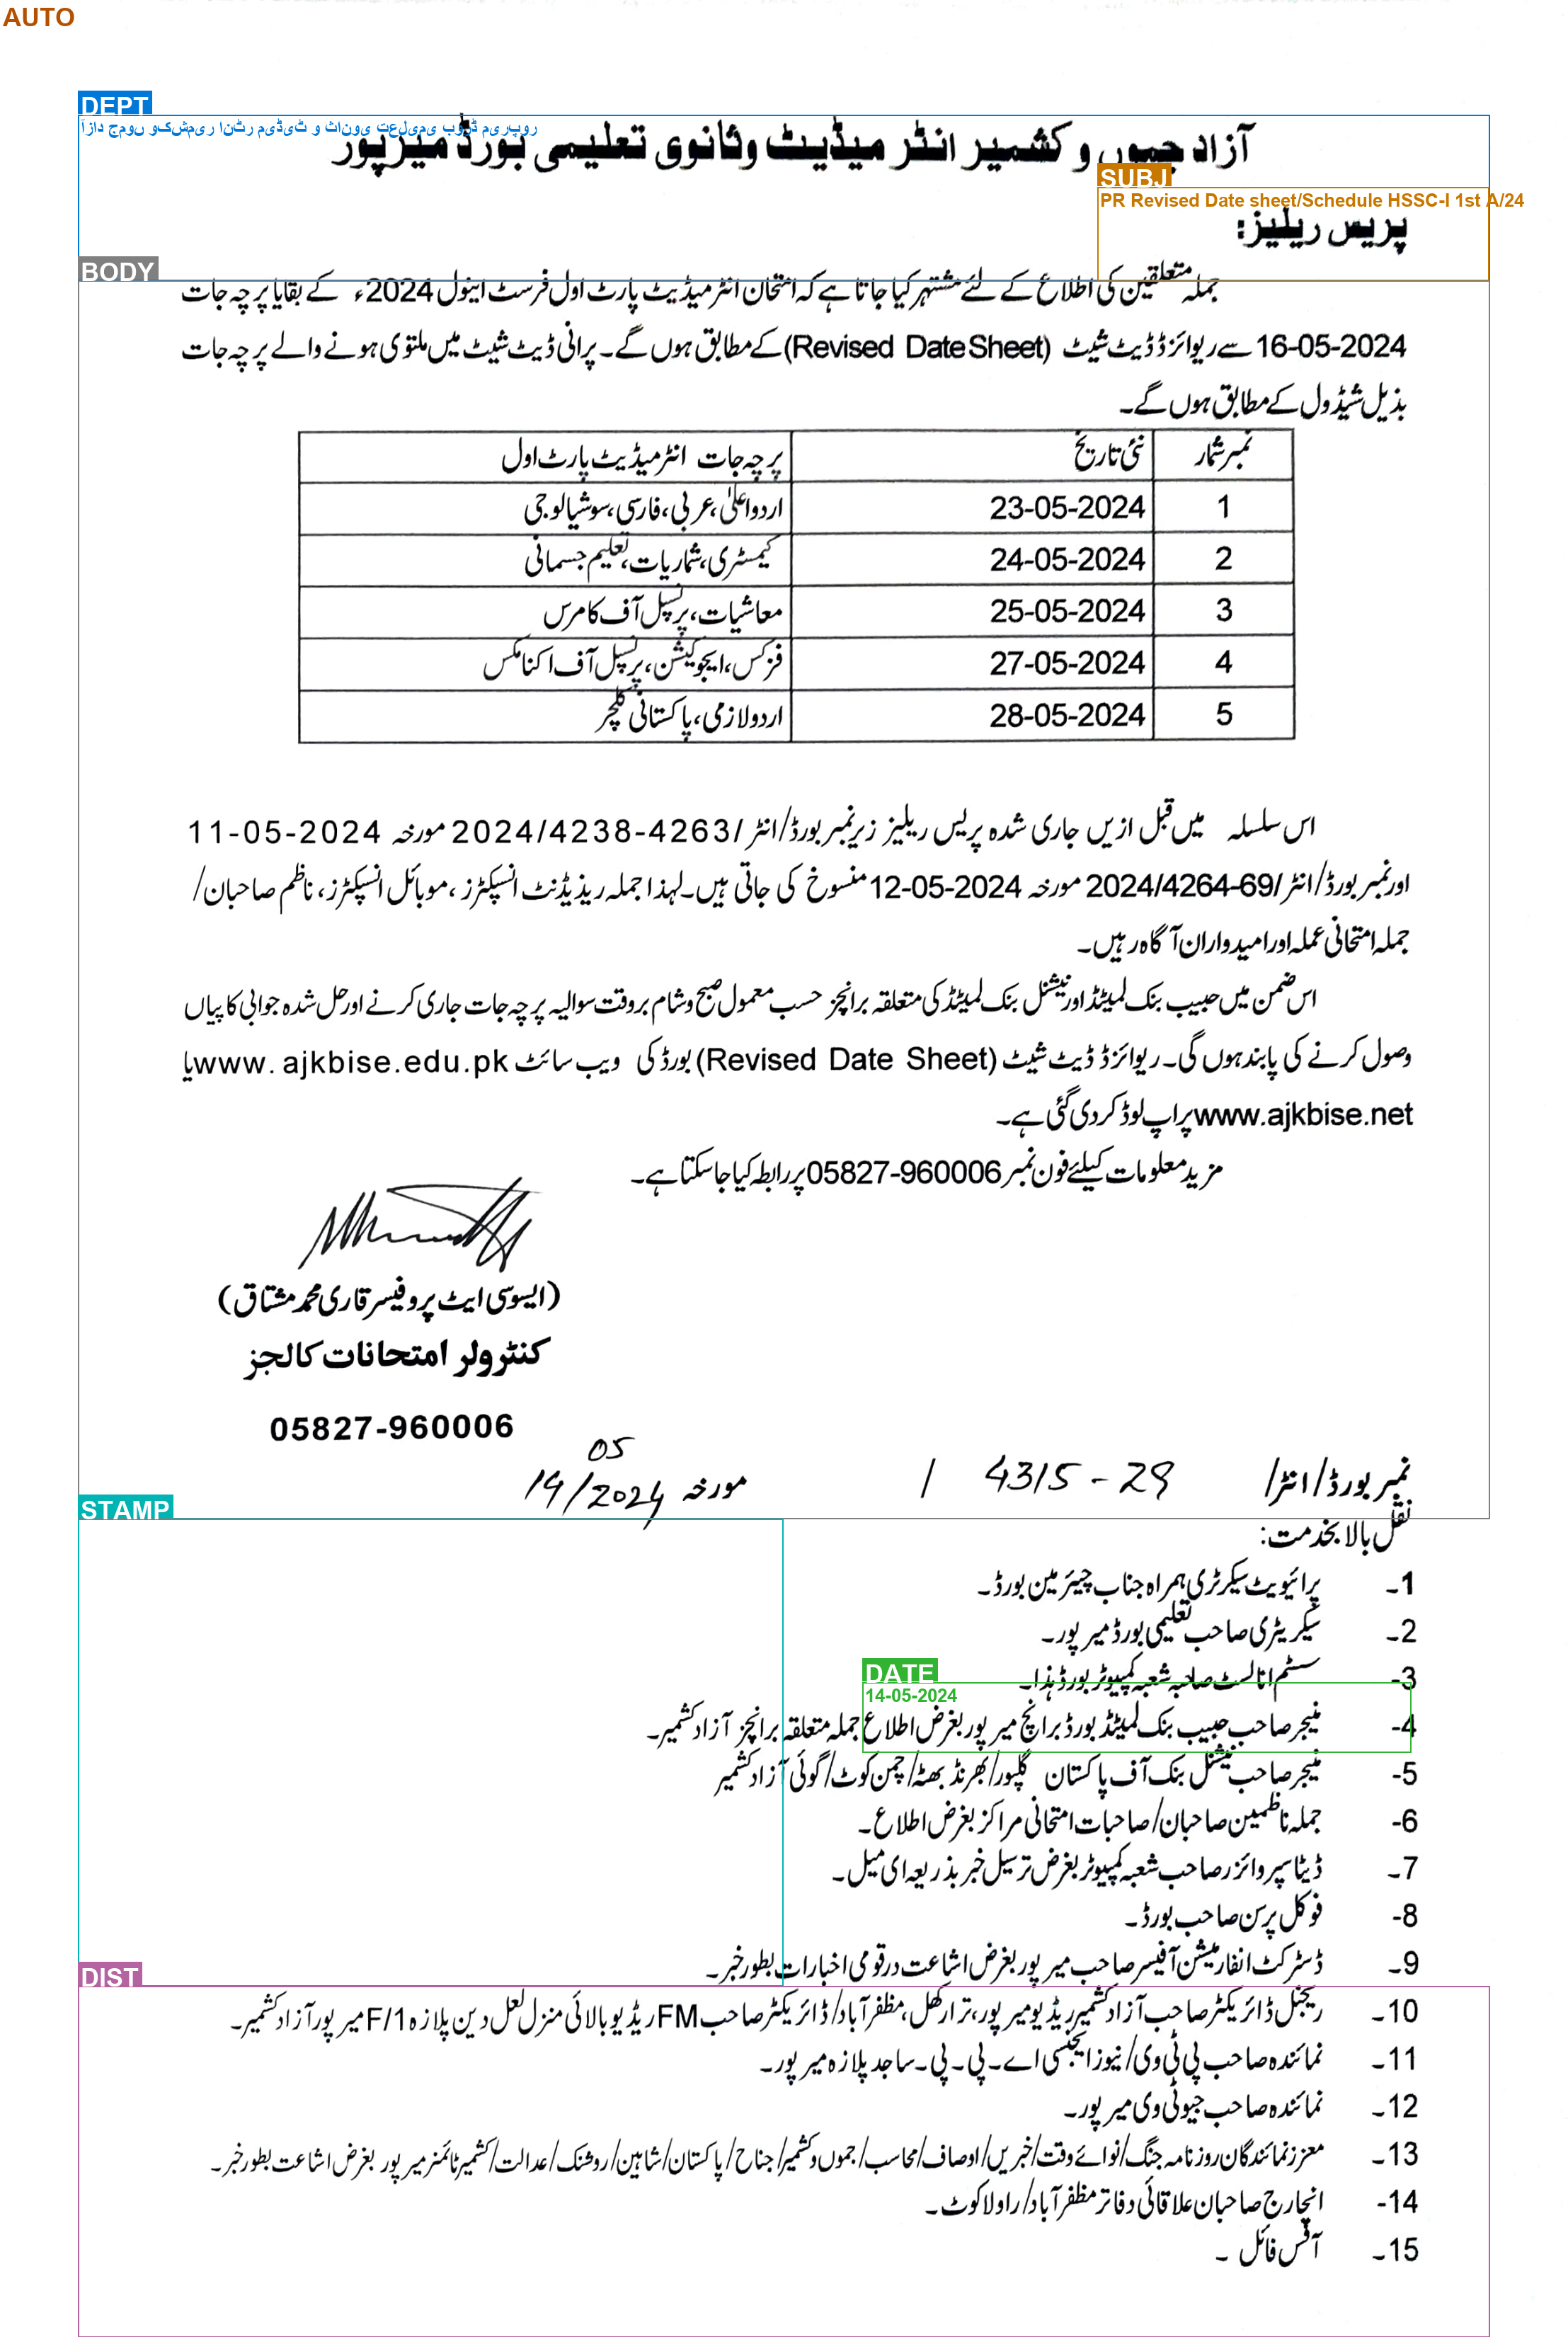 AUTO
DEPT
آزاد جموں وکشمیر انٹر میڈیٹ و ثانوی تعلیمی بورڈ میرپور
آزاد جموں و کشمیر انٹر میڈیٹ وثانوی تعلیمی بورڈ میرپور
SUBJ
PR Revised Date sheet/Schedule HSSC-I 1st A/24
پریس ریلیز:
BODY
جملہ متعلقین کی اطلاع کے لئے مشتہر کیا جاتا ہے کہ امتحان انٹرمیڈیٹ پارٹ اول فرسٹ اینول 2024ء کے بقایا پرچہ جات
16-05-2024 سے ریوائزڈ ڈیٹ شیٹ (Revised Date Sheet) کے مطابق ہوں گے۔ پرانی ڈیٹ شیٹ میں ملتوی ہونے والے پرچہ جات
بذیل شیڈول کے مطابق ہوں گے۔
نمبر شمار نئی تاریخ پرچہ جات انٹرمیڈیٹ پارٹ اول
1 23-05-2024 اردو اعلیٰ، عربی، فارسی، سوشیالوجی
2 24-05-2024 کیمسٹری، شماریات، تعلیم جسمانی
3 25-05-2024 معاشیات، پرنسپل آف کامرس
4 27-05-2024 فزکس، ایجوکیشن، پرنسپل آف اکنامکس
5 28-05-2024 اردو لازمی، پاکستانی کلچر
اس سلسلہ میں قبل ازیں جاری شدہ پریس ریلیز زیر نمبر بورڈ/انٹر/2024/4238-4263 مورخہ 11-05-2024
اور نمبر بورڈ/انٹر/2024/4264-69 مورخہ 12-05-2024 منسوخ کی جاتی ہیں۔ لہذا جملہ ریذیڈنٹ انسپکٹرز، موبائل انسپکٹرز، ناظم صاحبان/
جملہ امتحانی عملہ اور امیدواران آگاہ رہیں۔
اس ضمن میں حبیب بنک لمیٹڈ اور نیشنل بنک لمیٹڈ کی متعلقہ برانچز حسب معمول صبح و شام بروقت سوالیہ پرچہ جات جاری کرنے اور حل شدہ جوابی کاپیاں
وصول کرنے کی پابند ہوں گی۔ ریوائزڈ ڈیٹ شیٹ (Revised Date Sheet) بورڈ کی ویب سائٹ www.ajkbise.edu.pk یا
www.ajkbise.net پر اپ لوڈ کر دی گئی ہے۔
مزید معلومات کیلئے فون نمبر 05827-960006 پر رابطہ کیا جا سکتا ہے۔
(ایسوسی ایٹ پروفیسر قاری محمد مشتاق)
کنٹرولر امتحانات کالجز
05827-960006
نمبر بورڈ/انٹر/ 4315-29 / مورخہ 14/05/2024
STAMP
نقل بالا بخدمت:
1۔ پرائیویٹ سیکرٹری ہمراہ جناب چیئرمین بورڈ۔
2۔ سیکریٹری صاحب تعلیمی بورڈ میرپور۔
3۔ سسٹم انالسٹ صاحبہ شعبہ کمپیوٹر بورڈ ہذا۔
DATE
14-05-2024
4- منیجر صاحب حبیب بنک لمیٹڈ بورڈ برانچ میرپور بغرض اطلاع جملہ متعلقہ برانچز آزاد کشمیر۔
5- منیجر صاحب نیشنل بنک آف پاکستان گلپور/بھرنڈ بھٹہ/چمن کوٹ/گوئی آزاد کشمیر
6- جملہ ناظمین صاحبان/صاحبات امتحانی مراکز بغرض اطلاع۔
7۔ ڈیٹا سپروائزر صاحب شعبہ کمپیوٹر بغرض ترسیل خبر بذریعہ ای میل۔
8- فوکل پرسن صاحب بورڈ۔
9۔ ڈسٹرکٹ انفارمیشن آفیسر صاحب میرپور بغرض اشاعت در قومی اخبارات بطور خبر۔
DIST
10۔ ریجنل ڈائریکٹر صاحب آزاد کشمیر ریڈیو میرپور، تراڑکھل، مظفرآباد/ڈائریکٹر صاحب FM ریڈیو بالائی منزل لعل دین پلازہ F/1 میرپور آزاد کشمیر۔
11۔ نمائندہ صاحب پی ٹی وی/نیوز ایجنسی اے۔پی۔پی۔ ساجد پلازہ میرپور۔
12۔ نمائندہ صاحب جیو ٹی وی میرپور۔
13۔ معزز نمائندگان روزنامہ جنگ/نوائے وقت/خبریں/اوصاف/محاسب/جموں وکشمیر/جناح/پاکستان/شاہین/روشنک/عدالت/کشمیر ٹائمنر میرپور بغرض اشاعت بطور خبر۔
14- انچارج صاحبان علاقائی دفاتر مظفرآباد/راولاکوٹ۔
15۔ آفس فائل ۔